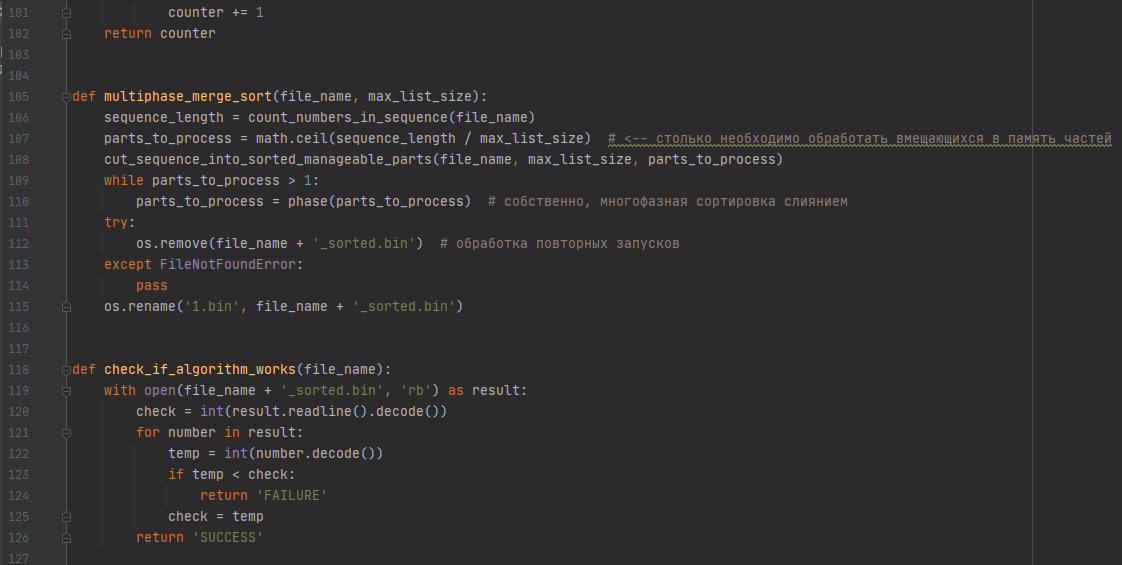 101 counter += 1
102 return counter
103
104
105 def multiphase_merge_sort(file_name, max_list_size):
106 sequence_length = count_numbers_in_sequence(file_name)
107 parts_to_process = math.ceil(sequence_length / max_list_size)  # <-- столько необходимо обработать вмещающихся в память частей
108 cut_sequence_into_sorted_manageable_parts(file_name, max_list_size, parts_to_process)
109 while parts_to_process > 1:
110 parts_to_process = phase(parts_to_process)  # собственно, многофазная сортировка слиянием
111 try:
112 os.remove(file_name + '_sorted.bin')  # обработка повторных запусков
113 except FileNotFoundError:
114 pass
115 os.rename('1.bin', file_name + '_sorted.bin')
116
117
118 def check_if_algorithm_works(file_name):
119 with open(file_name + '_sorted.bin', 'rb') as result:
120 check = int(result.readline().decode())
121 for number in result:
122 temp = int(number.decode())
123 if temp < check:
124 return 'FAILURE'
125 check = temp
126 return 'SUCCESS'
127